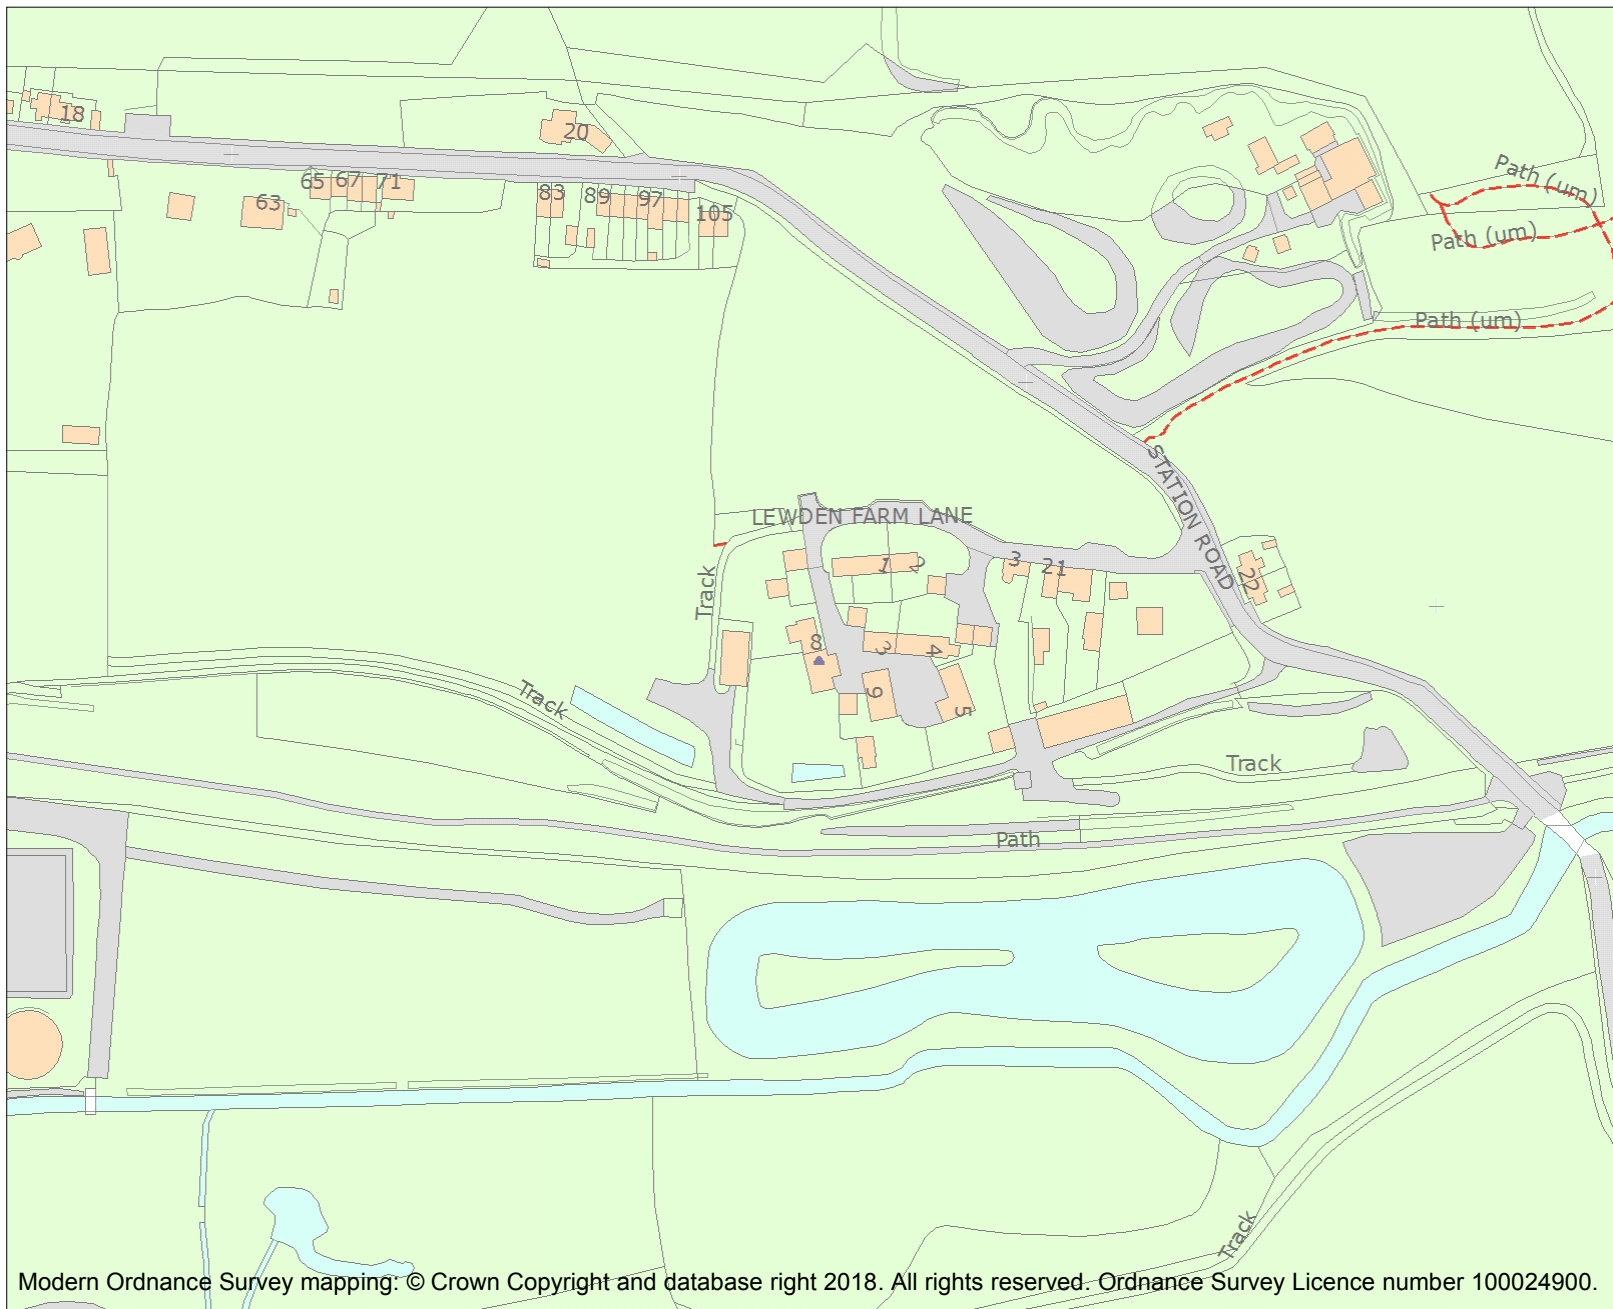 18
20
65 67 71
63
83 89 97
105
Path (um)
Path (um)
Path (um)
STATION ROAD
LEWDEN FARM LANE
1 2
3 21
22
Track
8
3 4
6
5
Track
Track
Path
Track
Modern Ordnance Survey mapping: © Crown Copyright and database right 2018. All rights reserved. Ordnance Survey Licence number 100024900.